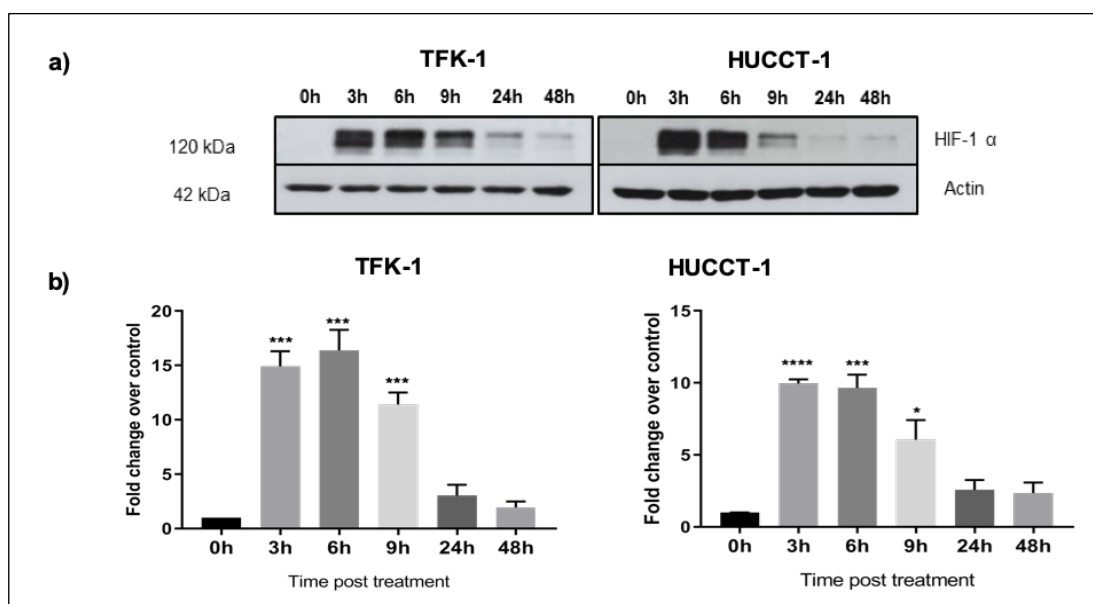 a)
TFK-1 HUCCT-1
0h 3h 6h 9h 24h 48h 0h 3h 6h 9h 24h 48h
120 kDa HIF-1 α
42 kDa Actin
b)
TFK-1
Fold change over control
20
15
10
5
0
*** *** ***
0h 3h 6h 9h 24h 48h
Time post treatment
HUCCT-1
Fold change over control
15
10
5
0
**** *** *
0h 3h 6h 9h 24h 48h
Time post treatment